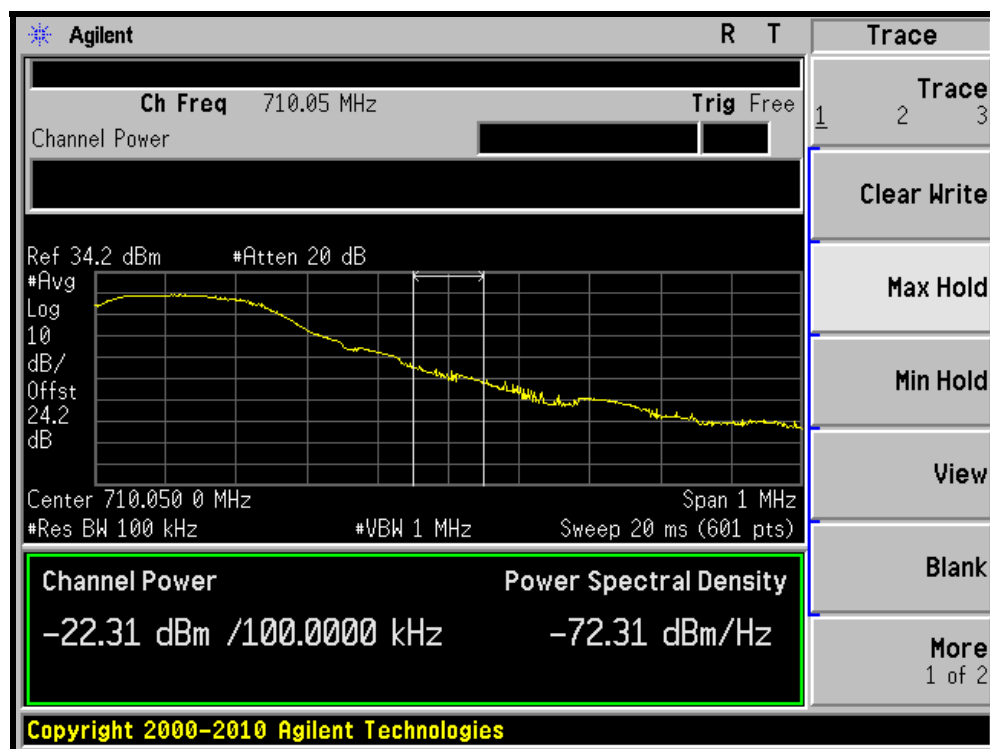 Agilent R T Trace
Ch Freq 710.05 MHz Trig Free
Channel Power
Trace
1 2 3
Clear Write
Max Hold
Min Hold
View
Blank
More
1 of 2
Ref 34.2 dBm #Atten 20 dB
#Avg
Log
10
dB/
Offst
24.2
dB
Center 710.050 0 MHz Span 1 MHz
#Res BW 100 kHz #VBW 1 MHz Sweep 20 ms (601 pts)
Channel Power Power Spectral Density
-22.31 dBm /100.0000 kHz -72.31 dBm/Hz
Copyright 2000-2010 Agilent Technologies